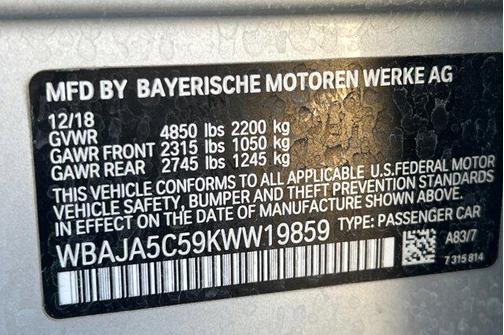 MFD BY BAYERISCHE MOTOREN WERKE AG
12/18
GVWR 4850 lbs 2200 kg
GAWR FRONT 2315 lbs 1050 kg
GAWR REAR 2745 lbs 1245 kg
THIS VEHICLE CONFORMS TO ALL APPLICABLE U.S.FEDERAL MOTOR
VEHICLE SAFETY, BUMPER AND THEFT PREVENTION STANDARDS
IN EFFECT ON THE DATE OF MANUFACTURE SHOWN ABOVE.
WBAJA5C59KWW19859 TYPE: PASSENGER CAR
A83/7
7 315 814